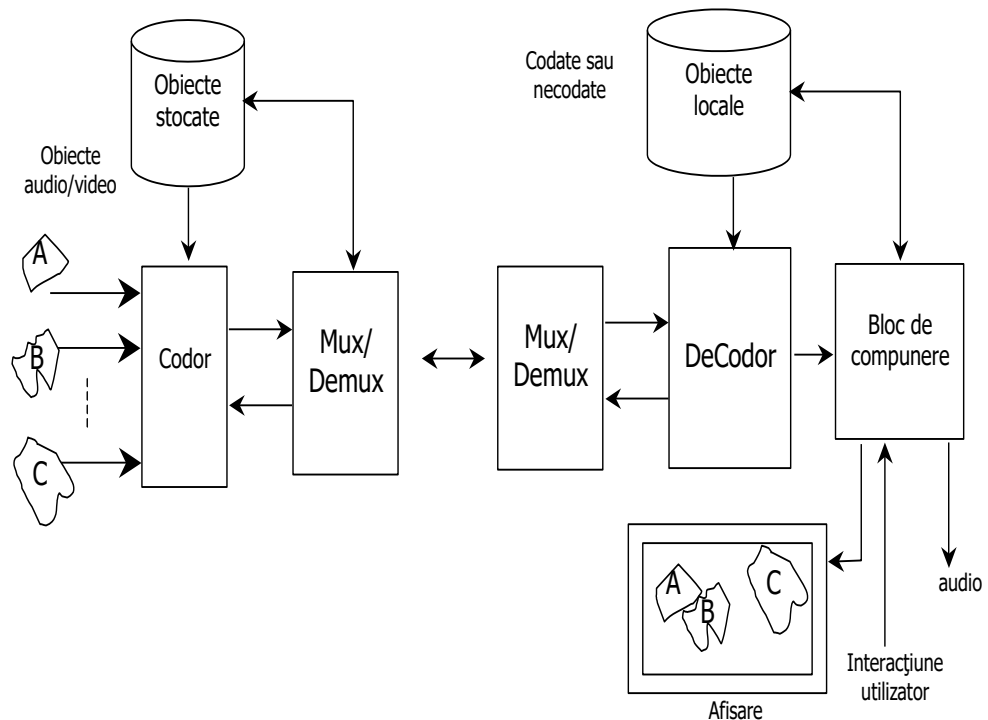 Obiecte
stocate
Codate sau
necodate
Obiecte
locale
Obiecte
audio/video
A
B
C
Codor
Mux/
Demux
Mux/
Demux
DeCodor
Bloc de
compunere
A
B
C
audio
Interacţiune
utilizator
Afisare